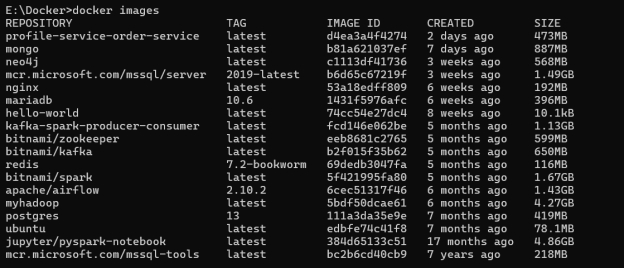 E:\Docker>docker images
REPOSITORY TAG IMAGE ID CREATED SIZE
profile-service-order-service latest d4ea3a4f4274 2 days ago 473MB
mongo latest b81a621037ef 7 days ago 887MB
neo4j latest c1113df41736 3 weeks ago 568MB
mcr.microsoft.com/mssql/server 2019-latest b6d65c67219f 3 weeks ago 1.49GB
nginx latest 53a18edff809 6 weeks ago 192MB
mariadb 10.6 1431f5976afc 6 weeks ago 396MB
hello-world latest 74cc54e27dc4 8 weeks ago 10.1kB
kafka-spark-producer-consumer latest fcd146e062be 5 months ago 1.13GB
bitnami/zookeeper latest eeb8681c2765 5 months ago 599MB
bitnami/kafka latest b2f015f35b62 5 months ago 650MB
redis 7.2-bookworm 69dedb3047fa 5 months ago 116MB
bitnami/spark latest 5f421995fa80 5 months ago 1.67GB
apache/airflow 2.10.2 6cec51317f46 6 months ago 1.43GB
myhadoop latest 5bdf50dcae61 6 months ago 4.27GB
postgres 13 111a3da35e9e 7 months ago 419MB
ubuntu latest edbfe74c41f8 7 months ago 78.1MB
jupyter/pyspark-notebook latest 384d65133c51 17 months ago 4.86GB
mcr.microsoft.com/mssql-tools latest bc2b6cd40cb9 7 years ago 218MB